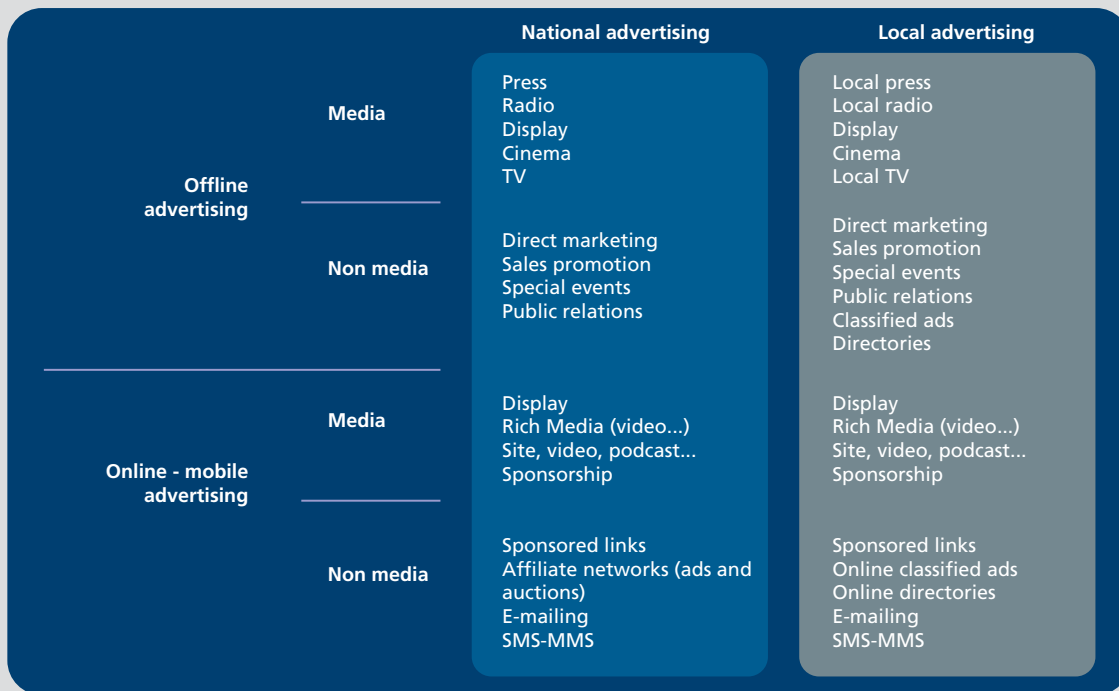 National advertising
Local advertising
Offline
advertising
Media
Press
Radio
Display
Cinema
TV
Local press
Local radio
Display
Cinema
Local TV
Non media
Direct marketing
Sales promotion
Special events
Public relations
Direct marketing
Sales promotion
Special events
Public relations
Classified ads
Directories
Online - mobile
advertising
Media
Display
Rich Media (video...)
Site, video, podcast...
Sponsorship
Display
Rich Media (video...)
Site, video, podcast...
Sponsorship
Non media
Sponsored links
Affiliate networks (ads and
auctions)
E-mailing
SMS-MMS
Sponsored links
Online classified ads
Online directories
E-mailing
SMS-MMS